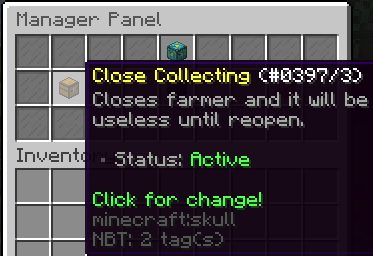 Manager Panel
Close Collecting (#0397/3)
Closes farmer and it will be
useless until reopen.
• Status: Active
Click for change!
minecraft:skull
NBT: 2 tag(s)